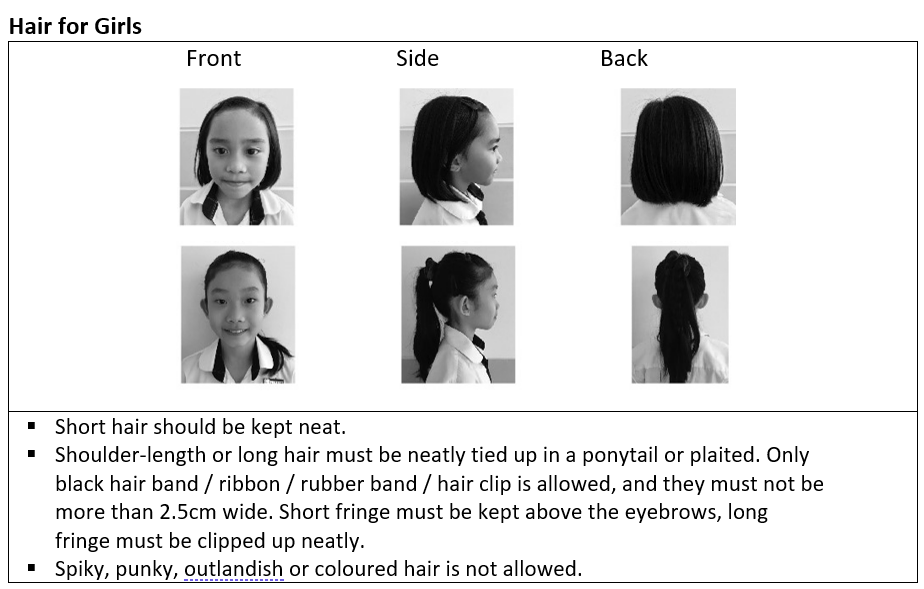 Hair for Girls
Front Side Back
▪ Short hair should be kept neat.
▪ Shoulder-length or long hair must be neatly tied up in a ponytail or plaited. Only
black hair band / ribbon / rubber band / hair clip is allowed, and they must not be
more than 2.5cm wide. Short fringe must be kept above the eyebrows, long
fringe must be clipped up neatly.
▪ Spiky, punky, outlandish or coloured hair is not allowed.